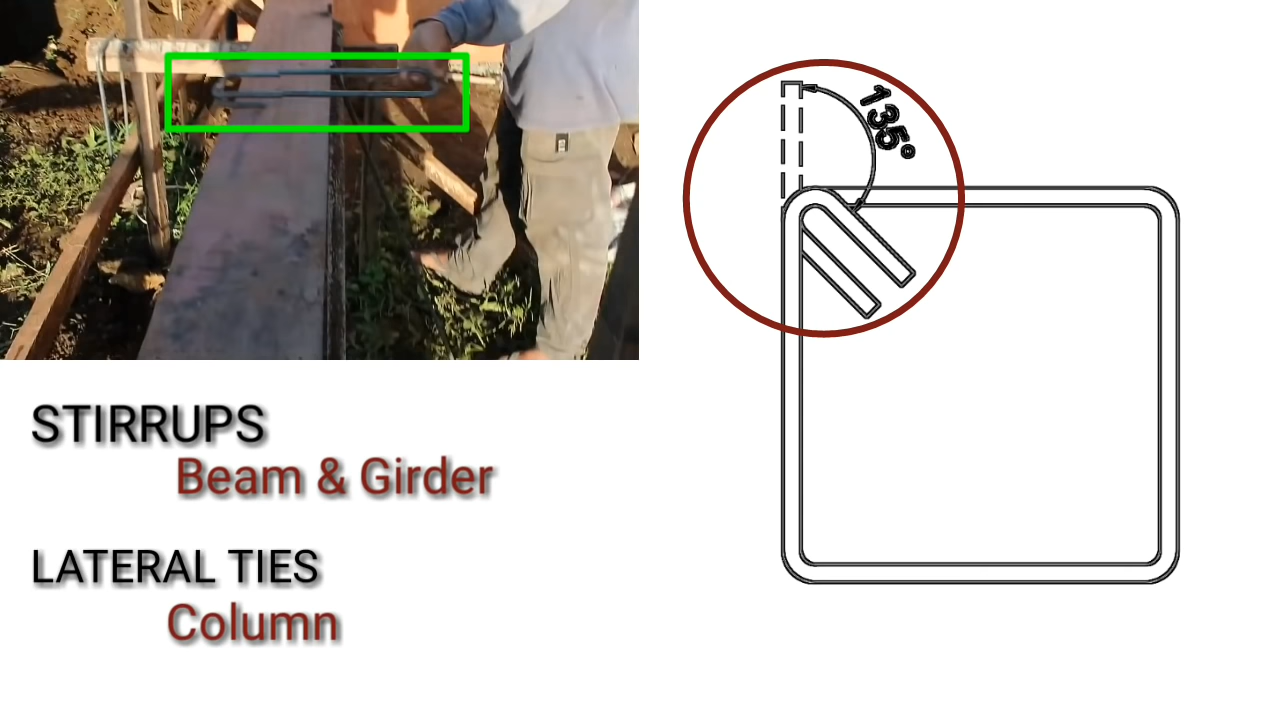 135°
STIRRUPS
Beam & Girder
LATERAL TIES
Column